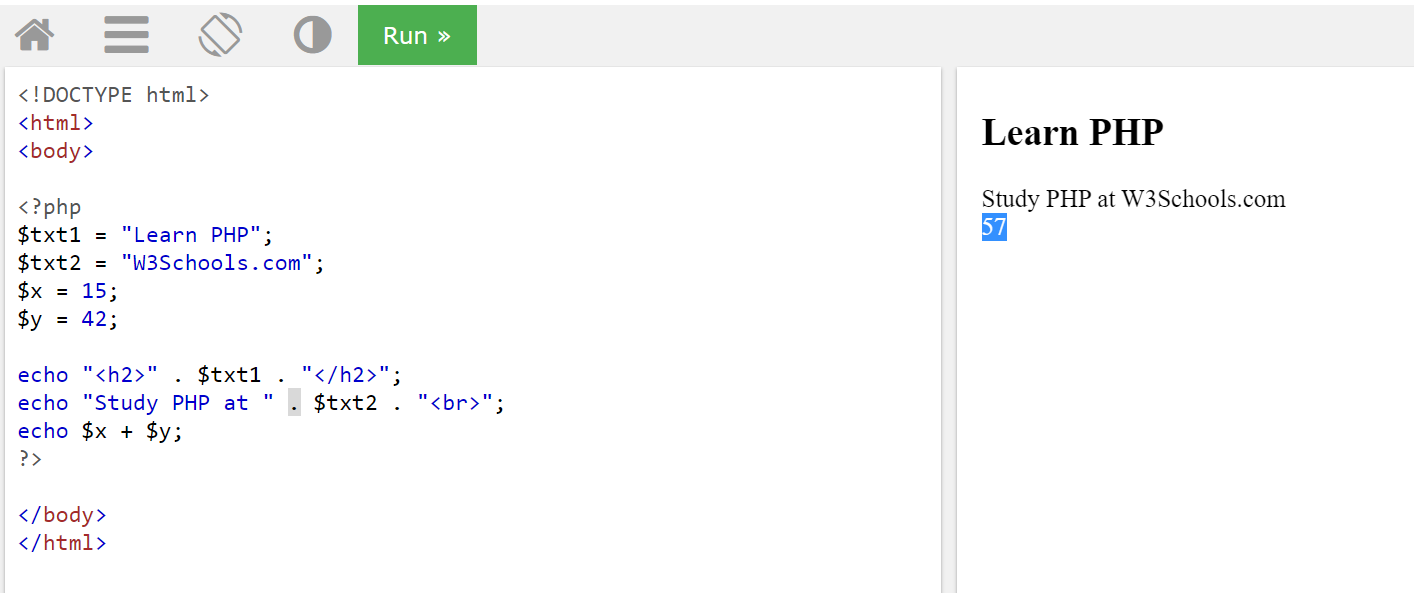 Run »
<!DOCTYPE html>
<html>
<body>
<?php
$txt1 = "Learn PHP";
$txt2 = "W3Schools.com";
$x = 15;
$y = 42;
echo "<h2>" . $txt1 . "</h2>";
echo "Study PHP at " . $txt2 . "<br>";
echo $x + $y;
?>
</body>
</html>
Learn PHP
Study PHP at W3Schools.com
57